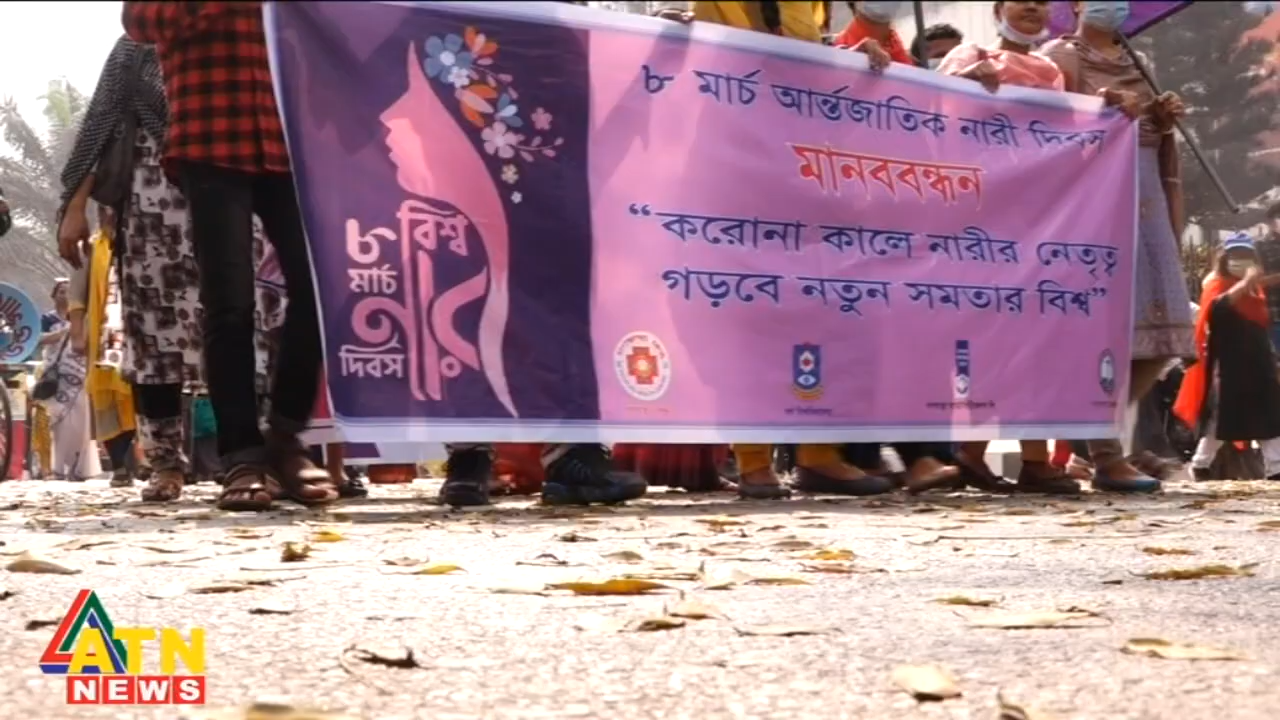 ৮ মার্চ আর্ন্তজাতিক নারী দিবস
মানববন্ধন
“করোনা কালে নারীর নেতৃত্ব
গড়বে নতুন সমতার বিশ্ব”
৮
মার্চ
বিশ্ব
নারী
দিবস
ATN
NEWS